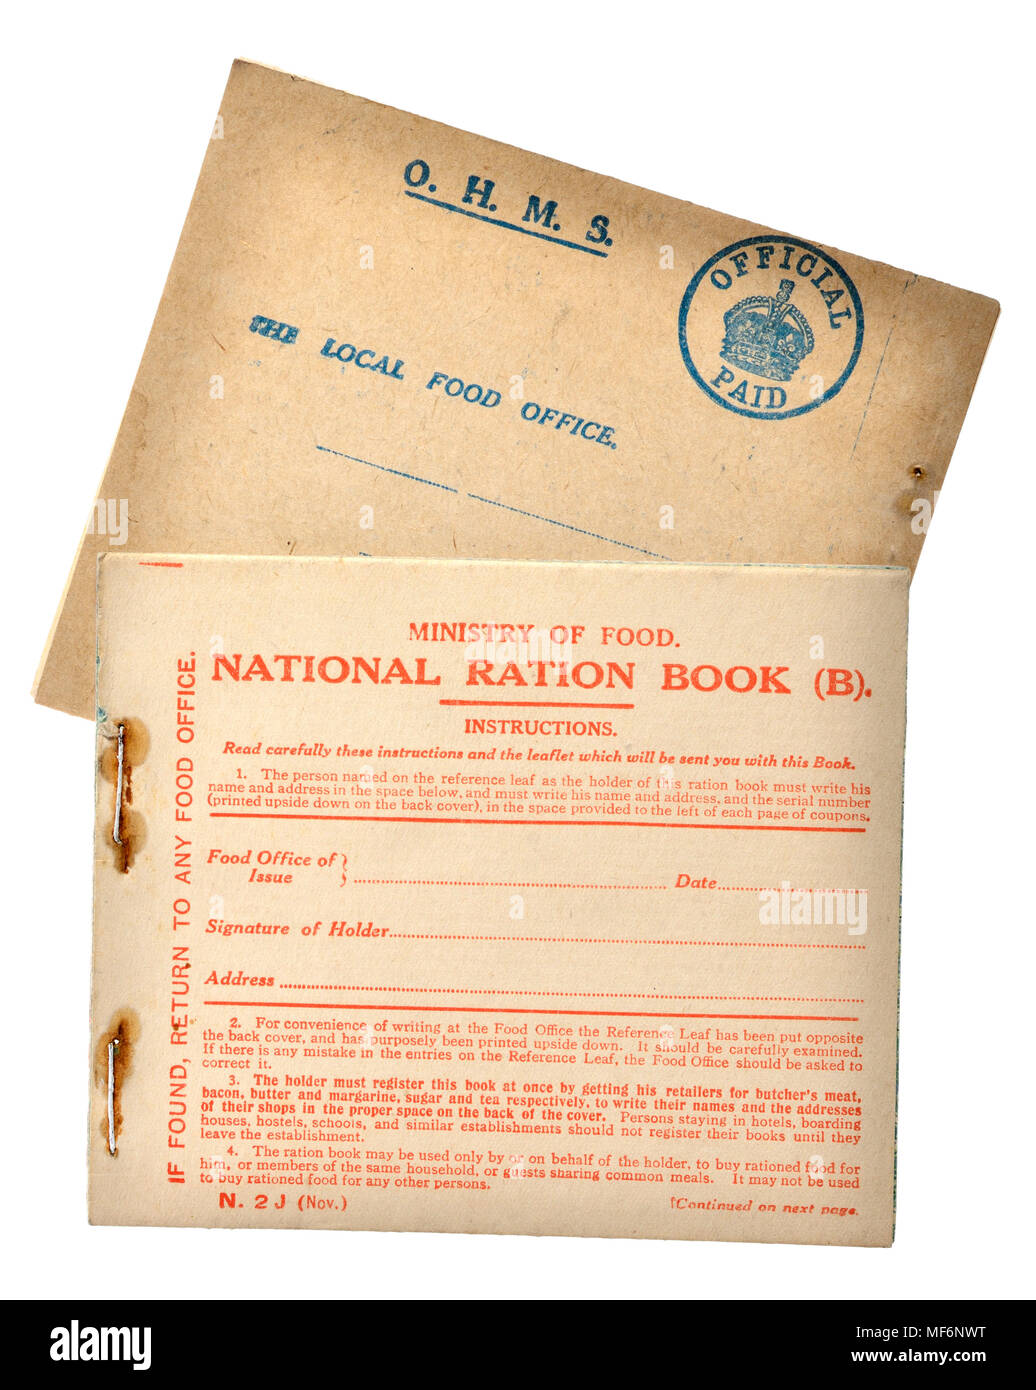 O. H. M. S.
OFFICIAL
PAID
THE LOCAL FOOD OFFICE.
MINISTRY OF FOOD.
NATIONAL RATION BOOK (B).
INSTRUCTIONS.
Read carefully these instructions and the leaflet which will be sent you with this Book.
1. The person named on the reference leaf as the holder of this ration book must write his
name and address in the space below, and must write his name and address, and the serial number
(printed upside down on the back cover), in the space provided to the left of each page of coupons.
Food Office of }
Issue
Date
Signature of Holder
Address
2. For convenience of writing at the Food Office the Reference Leaf has been put opposite
the back cover, and has purposely been printed upside down. It should be carefully examined.
If there is any mistake in the entries on the Reference Leaf, the Food Office should be asked to
correct it.
3. The holder must register this book at once by getting his retailers for butcher's meat,
bacon, butter and margarine, sugar and tea respectively, to write their names and the addresses
of their shops in the proper space on the back of the cover. Persons staying in hotels, boarding
houses, hostels, schools, and similar establishments should not register their books until they
leave the establishment.
4. The ration book may be used only by or on behalf of the holder, to buy rationed food for
him, or members of the same household, or guests sharing common meals. It may not be used
to buy rationed food for any other persons.
N. 2 J (Nov.)
[Continued on next page.
IF FOUND, RETURN TO ANY FOOD OFFICE.
alamy
a
alamy
alamy
Image ID: MF6NWT
www.alamy.com